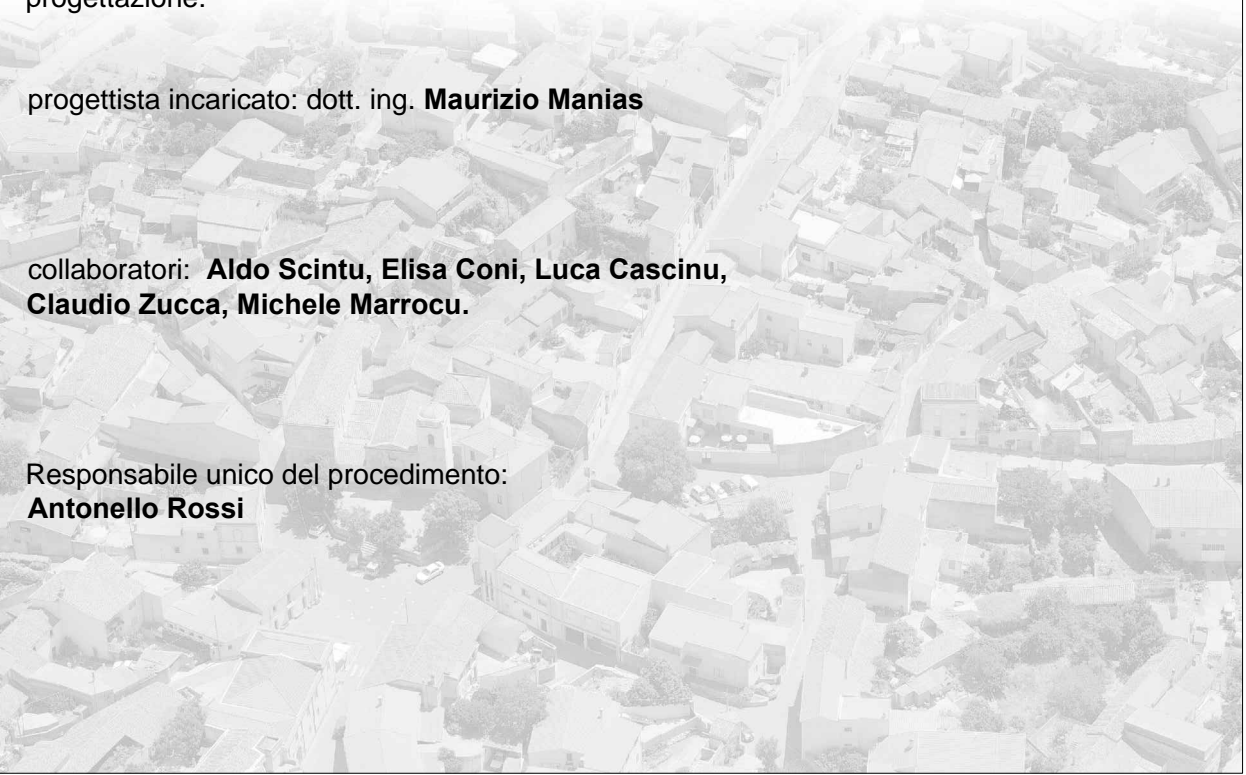 progettazione:
progettista incaricato: dott. ing. Maurizio Manias
collaboratori: Aldo Scintu, Elisa Coni, Luca Cascinu,
Claudio Zucca, Michele Marrocu.
Responsabile unico del procedimento:
Antonello Rossi